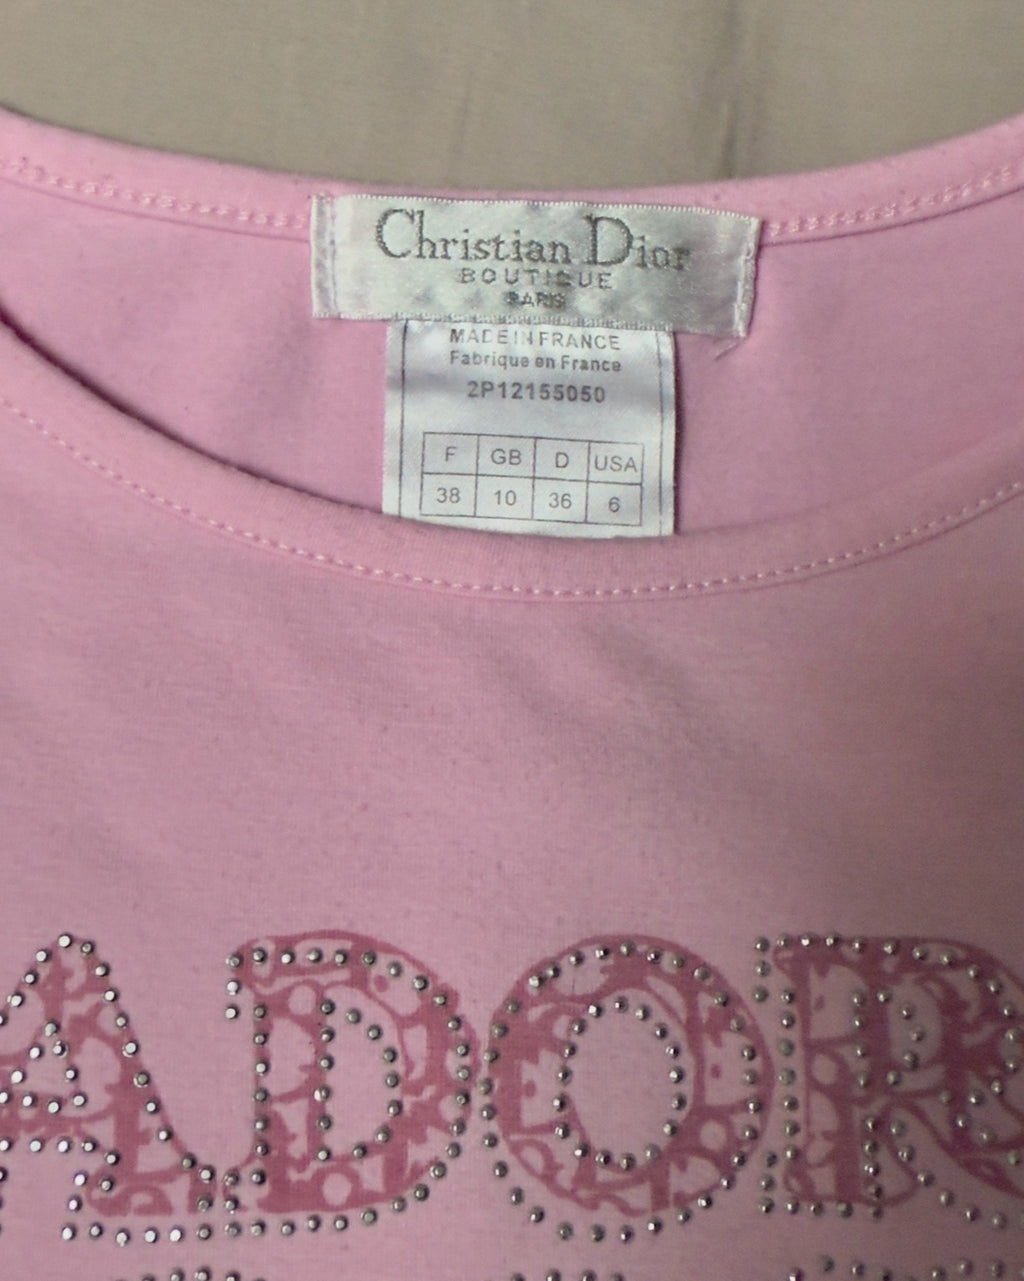 Christian Dior
BOUTIQUE
PARIS
MADE IN FRANCE
Fabrique en France
2P12155050
F GB D USA
38 10 36 6
ADOR